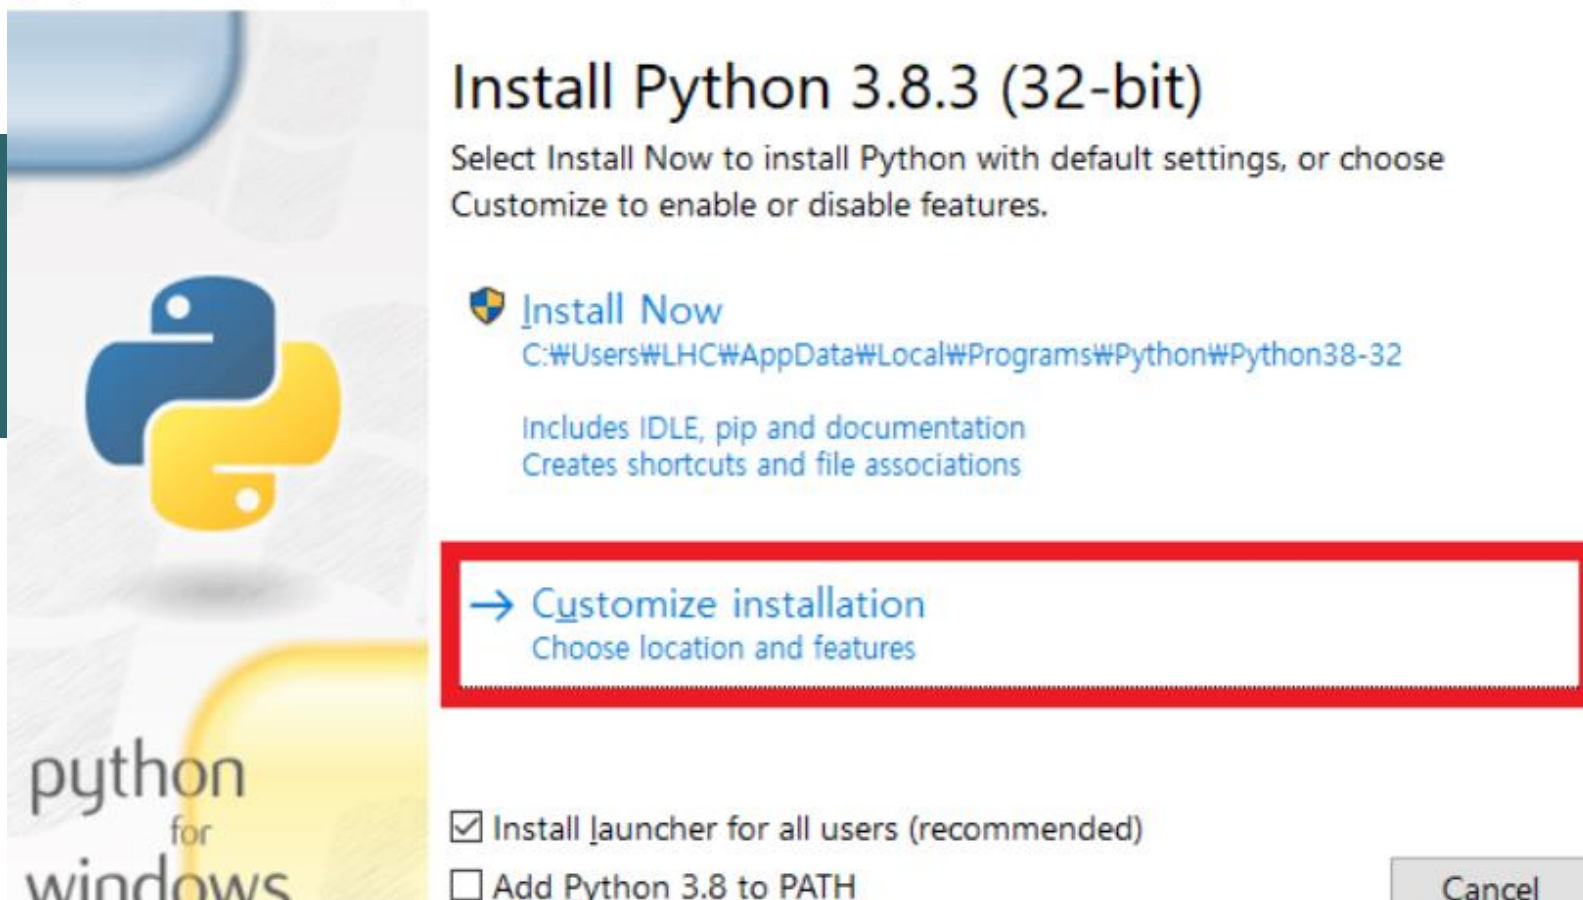 Install Python 3.8.3 (32-bit)
Select Install Now to install Python with default settings, or choose
Customize to enable or disable features.
Install Now
C:₩Users₩LHC₩AppData₩Local₩Programs₩Python₩Python38-32
Includes IDLE, pip and documentation
Creates shortcuts and file associations
→ Customize installation
Choose location and features
python
for
windows
Install launcher for all users (recommended)
Add Python 3.8 to PATH
Cancel